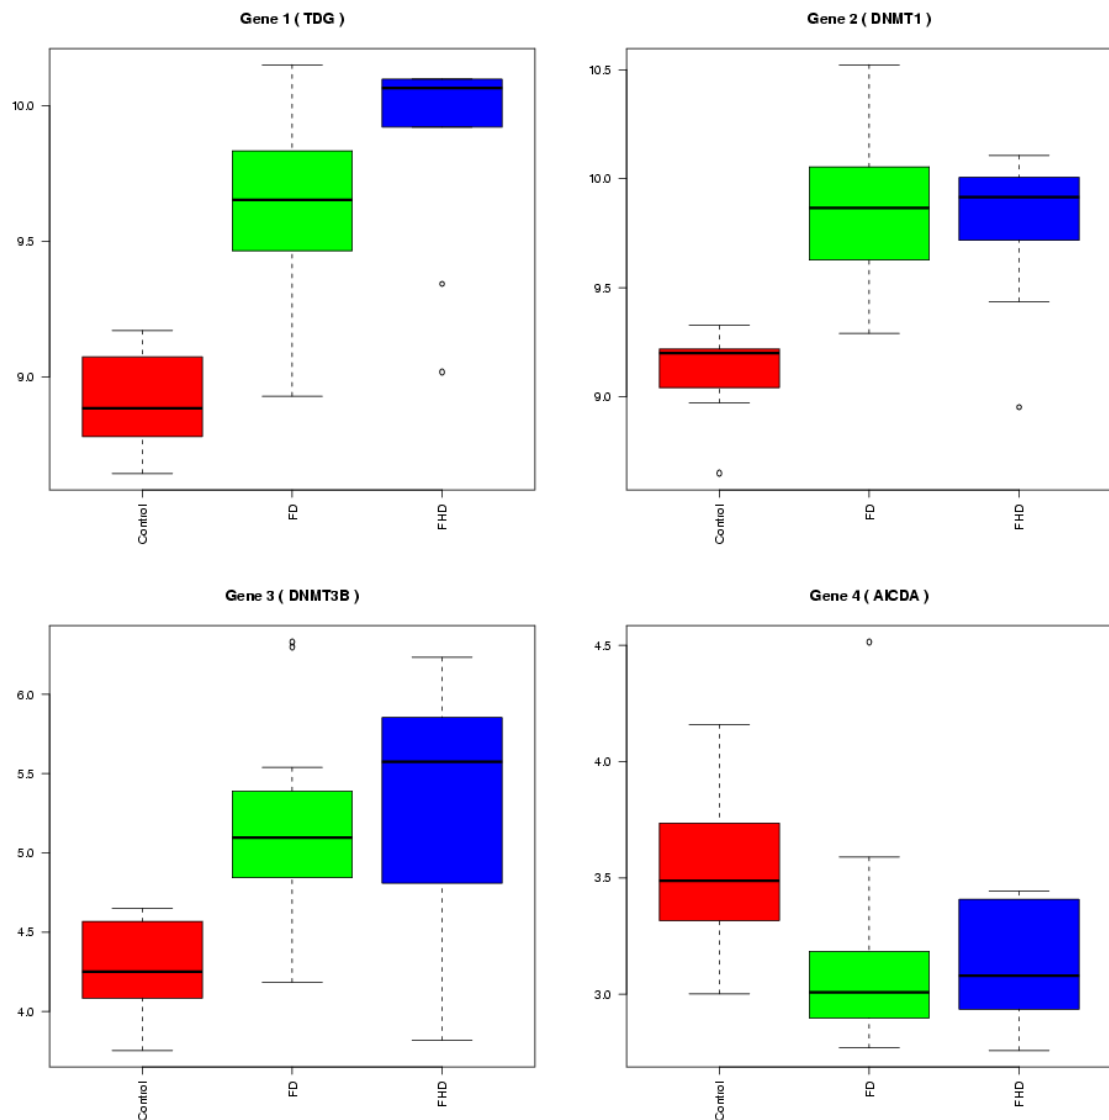 Gene 1 ( TDG )
10.0
9.5
9.0
Control
FD
FHD
Gene 2 ( DNMT1 )
10.5
10.0
9.5
9.0
Control
FD
FHD
Gene 3 ( DNMT3B )
6.0
5.5
5.0
4.5
4.0
Control
FD
FHD
Gene 4 ( AICDA )
4.5
4.0
3.5
3.0
Control
FD
FHD